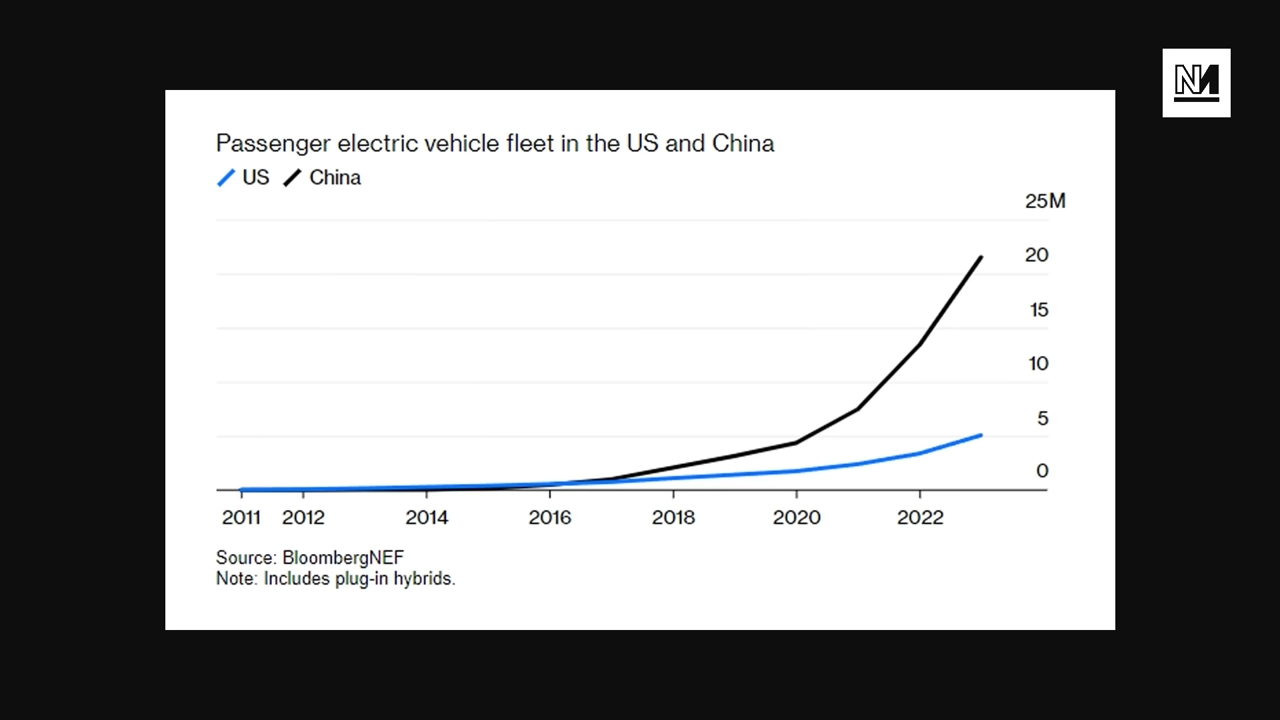 NM
Passenger electric vehicle fleet in the US and China
US China
25M
20
15
10
5
0
2011 2012 2014 2016 2018 2020 2022
Source: BloombergNEF
Note: Includes plug-in hybrids.